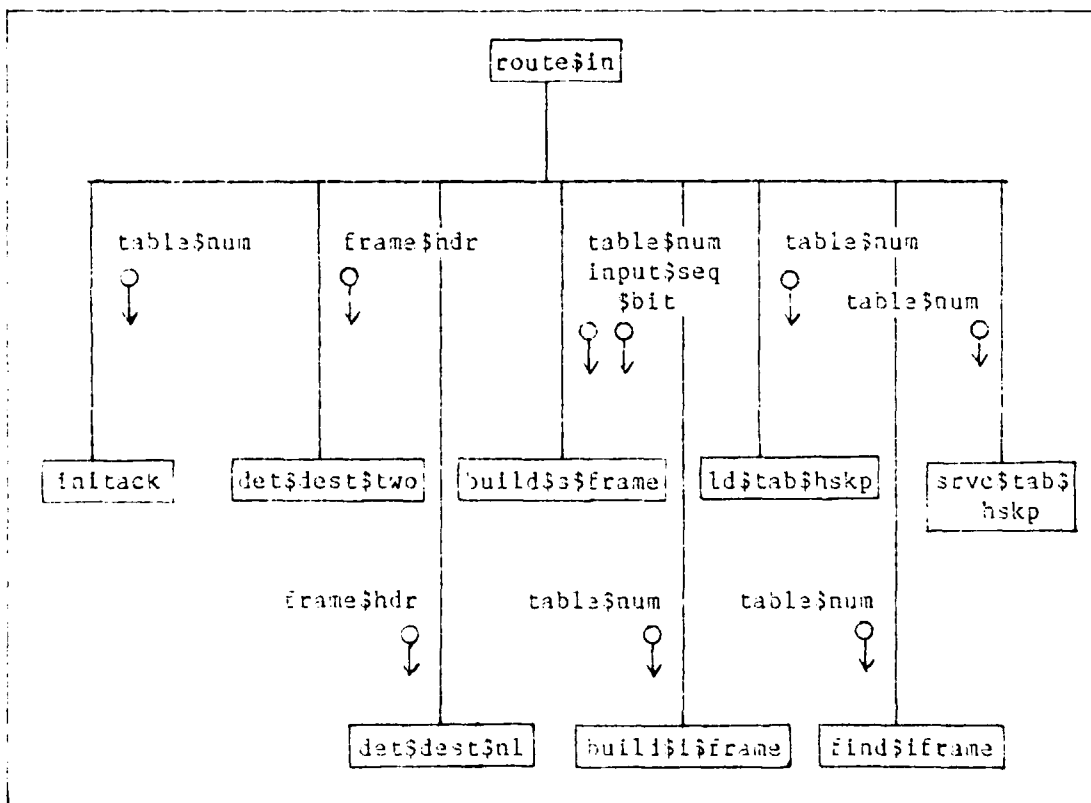 route$in
table$num
frame$hdr
table$num
input$seq
$bit
table$num
table$num
initack
det$dest$two
build$s$frame
ld$tab$hskp
srvc$tab$
hskp
frame$hdr
table$num
table$num
det$dest$nl
build$i$frame
find$iframe